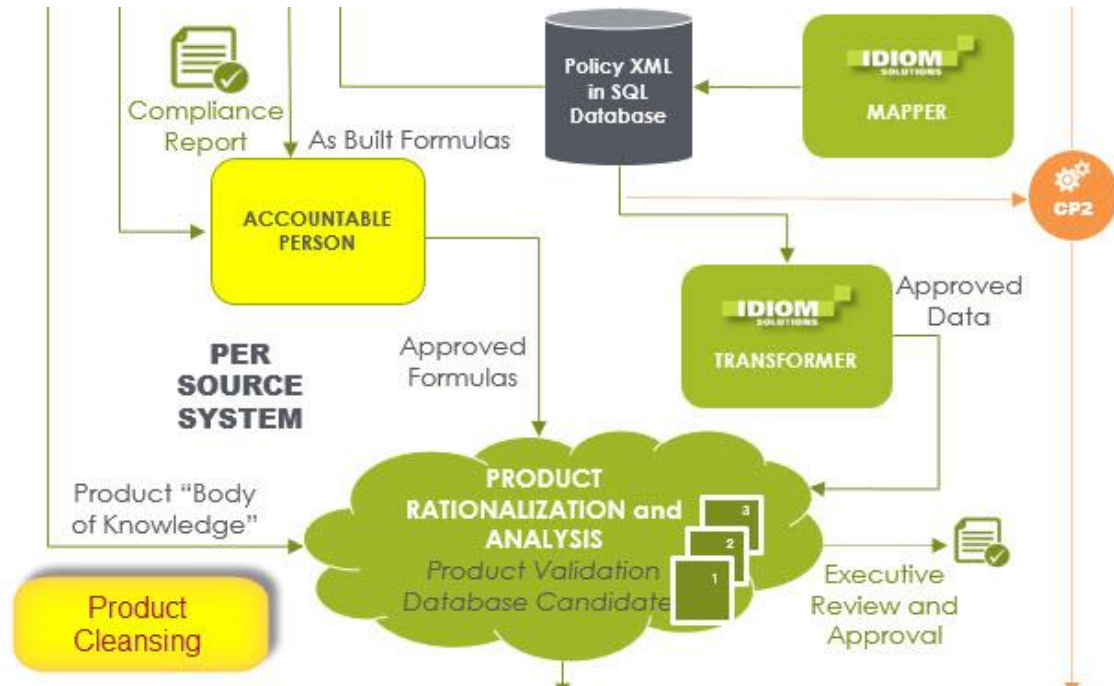 Compliance
Report
As Built Formulas
Policy XML
in SQL
Database
IDIOM
SOLUTIONS
MAPPER
CP2
ACCOUNTABLE
PERSON
IDIOM
SOLUTIONS
TRANSFORMER
Approved
Data
PER
SOURCE
SYSTEM
Approved
Formulas
Product “Body
of Knowledge”
PRODUCT
RATIONALIZATION and
ANALYSIS
Product Validation
Database Candidate
3
2
1
Executive
Review and
Approval
Product
Cleansing